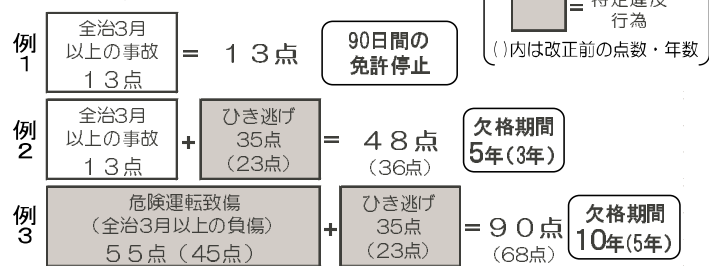 = 特定違反
行為
()内は改正前の点数・年数
例1
全治3月
以上の事故
13点
= 13点
90日間の
免許停止
例2
全治3月
以上の事故
13点
+
ひき逃げ
35点
(23点)
= 48点
(36点)
欠格期間
5年(3年)
例3
危険運転致傷
(全治3月以上の負傷)
55点(45点)
+
ひき逃げ
35点
(23点)
= 90点
(68点)
欠格期間
10年(5年)